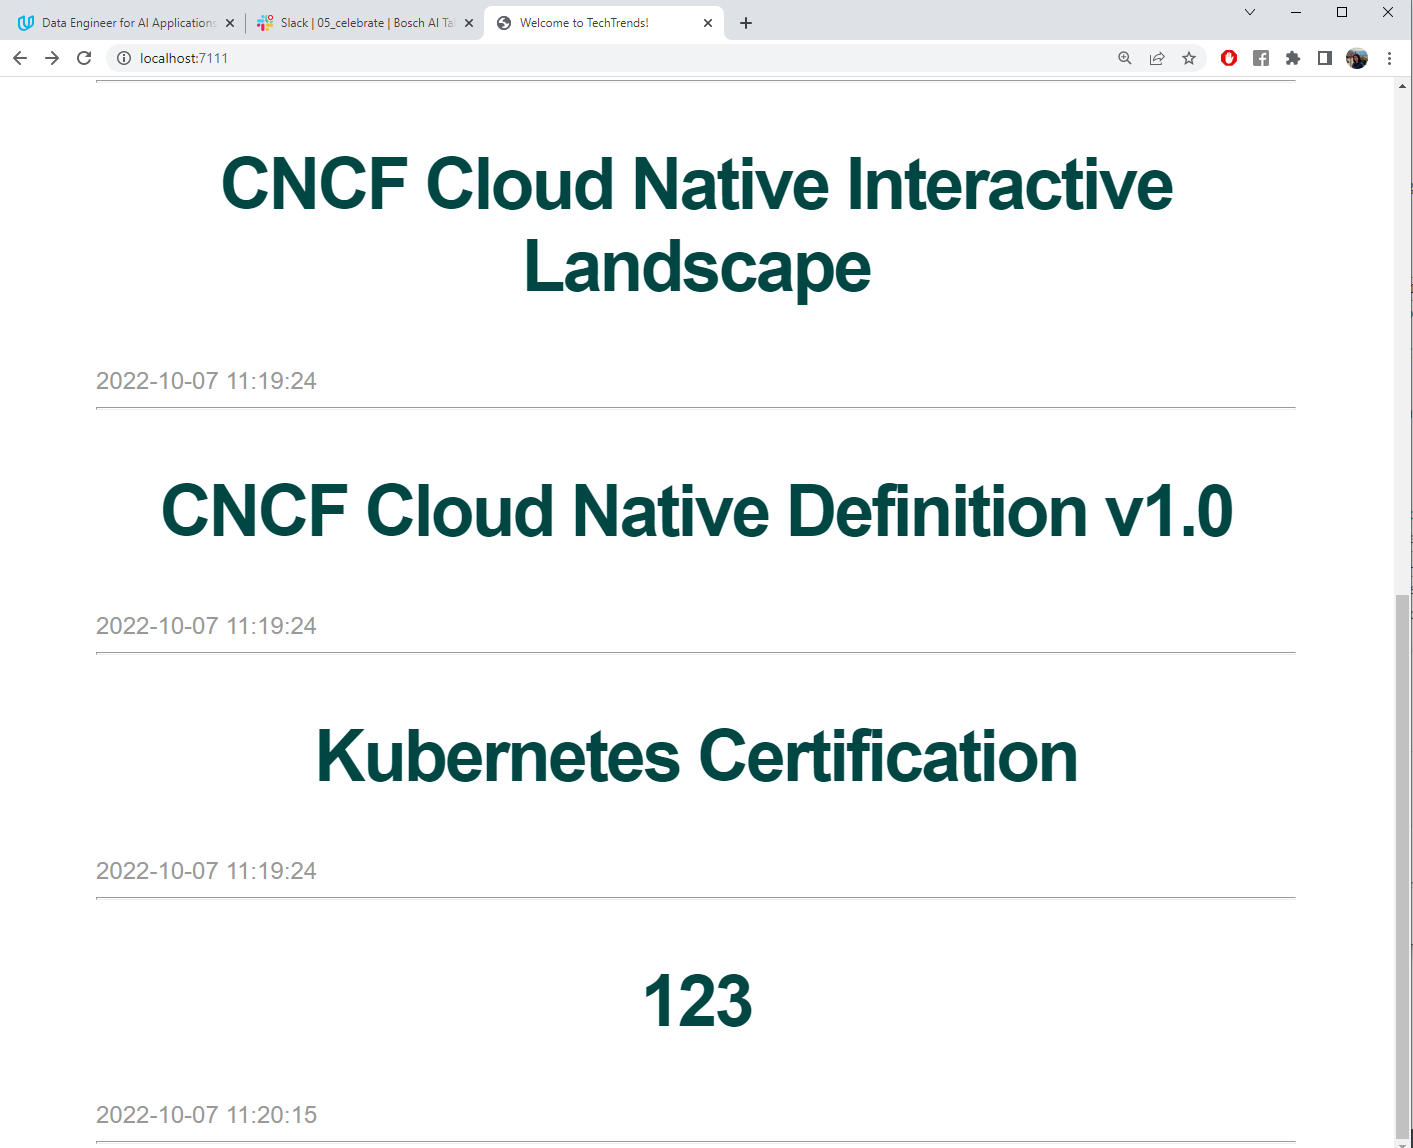 Data Engineer for AI Applications
Slack | 05_celebrate | Bosch AI Ta
Welcome to TechTrends!
localhost:7111
CNCF Cloud Native Interactive
Landscape
2022-10-07 11:19:24
CNCF Cloud Native Definition v1.0
2022-10-07 11:19:24
Kubernetes Certification
2022-10-07 11:19:24
123
2022-10-07 11:20:15